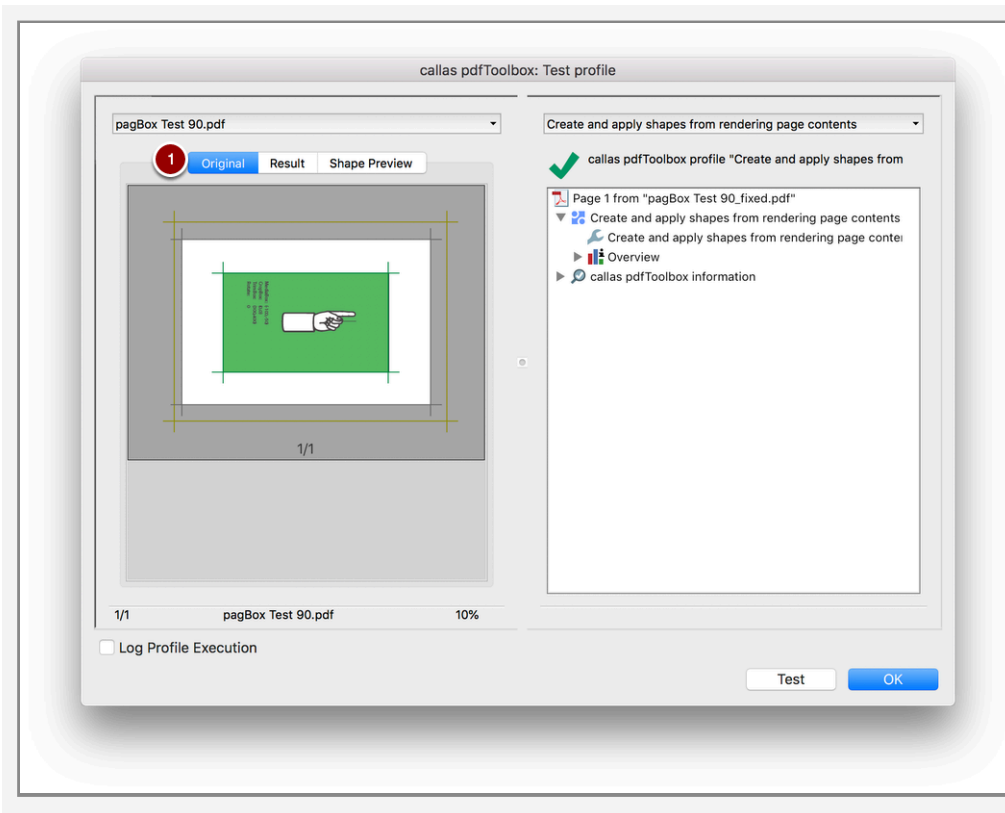 callas pdfToolbox: Test profile
pagBox Test 90.pdf
1
Original
Result
Shape Preview
1/1
1/1
pagBox Test 90.pdf
10%
Create and apply shapes from rendering page contents
callas pdfToolbox profile "Create and apply shapes from
Page 1 from "pagBox Test 90_fixed.pdf"
Create and apply shapes from rendering page contents
Create and apply shapes from rendering page conte
Overview
callas pdfToolbox information
Log Profile Execution
Test
OK